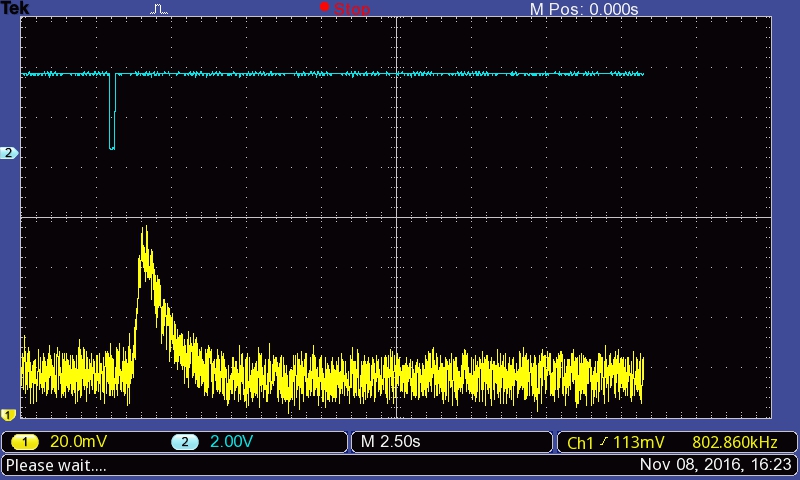 Tek Stop M Pos: 0.000s
2
1
1 20.0mV 2 2.00V M 2.50s Ch1 113mV 802.860kHz
Please wait.... Nov 08, 2016, 16:23